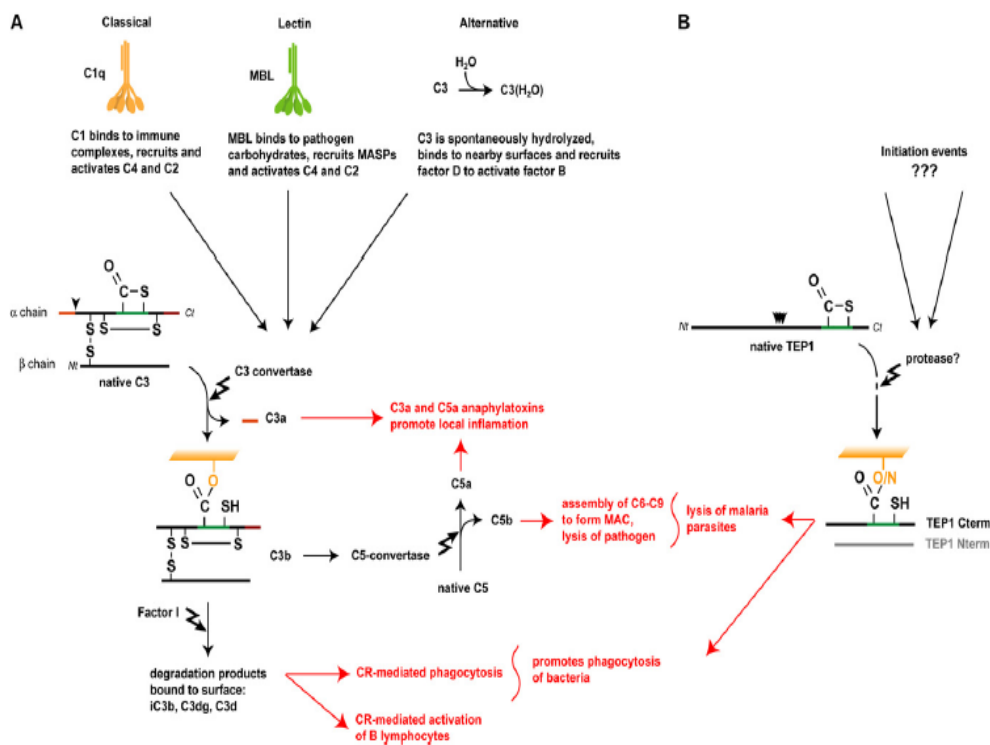 A
Classical
Lectin
Alternative
B
C1q
MBL
H2O
C3
C3(H2O)
C1 binds to immune
complexes, recruits and
activates C4 and C2
MBL binds to pathogen
carbohydrates, recruits MASPs
and activates C4 and C2
C3 is spontaneously hydrolyzed,
binds to nearby surfaces and recruits
factor D to activate factor B
Initiation events
???
O
C
S
α chain
Ct
S
S
S
S
β chain
Nt
native C3
C3 convertase
C3a
C3a and C5a anaphylatoxins
promote local inflamation
O
C
S
Nt
Ct
native TEP1
protease?
O
O
C
SH
S
S
S
S
C3b
C5-convertase
C5a
C5b
native C5
assembly of C6-C9
to form MAC,
lysis of pathogen
lysis of malaria
parasites
O
O/N
C
SH
TEP1 Cterm
TEP1 Nterm
Factor I
degradation products
bound to surface:
iC3b, C3dg, C3d
CR-mediated phagocytosis
promotes phagocytosis
of bacteria
CR-mediated activation
of B lymphocytes